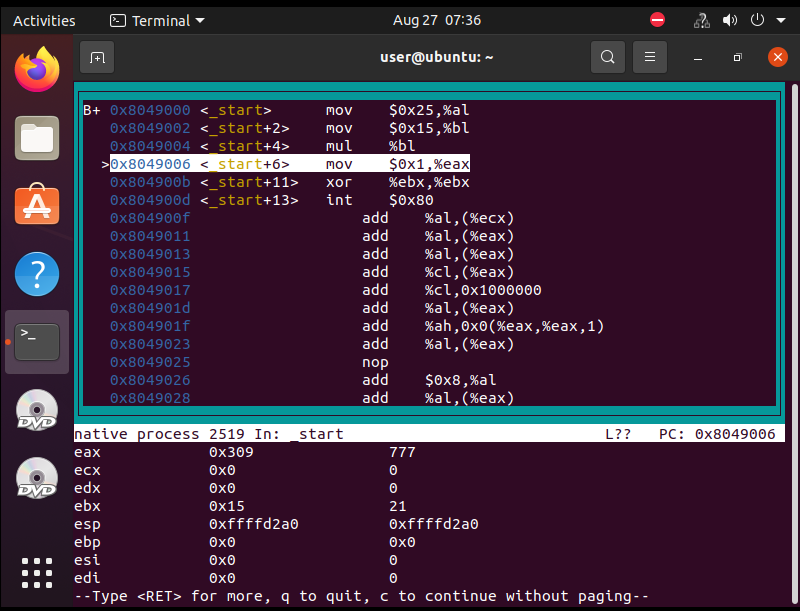 Activities Terminal Aug 27 07:36
user@ubuntu: ~
B+ 0x8049000 <_start> mov $0x25,%al
0x8049002 <_start+2> mov $0x15,%bl
0x8049004 <_start+4> mul %bl
>0x8049006 <_start+6> mov $0x1,%eax
0x804900b <_start+11> xor %ebx,%ebx
0x804900d <_start+13> int $0x80
0x804900f add %al,(%ecx)
0x8049011 add %al,(%eax)
0x8049013 add %al,(%eax)
0x8049015 add %cl,(%eax)
0x8049017 add %cl,0x1000000
0x804901d add %al,(%eax)
0x804901f add %ah,0x0(%eax,%eax,1)
0x8049023 add %al,(%eax)
0x8049025 nop
0x8049026 add $0x8,%al
0x8049028 add %al,(%eax)
native process 2519 In: _start L?? PC: 0x8049006
eax 0x309 777
ecx 0x0 0
edx 0x0 0
ebx 0x15 21
esp 0xffffd2a0 0xffffd2a0
ebp 0x0 0x0
esi 0x0 0
edi 0x0 0
--Type <RET> for more, q to quit, c to continue without paging--
>_
DVD
DVD